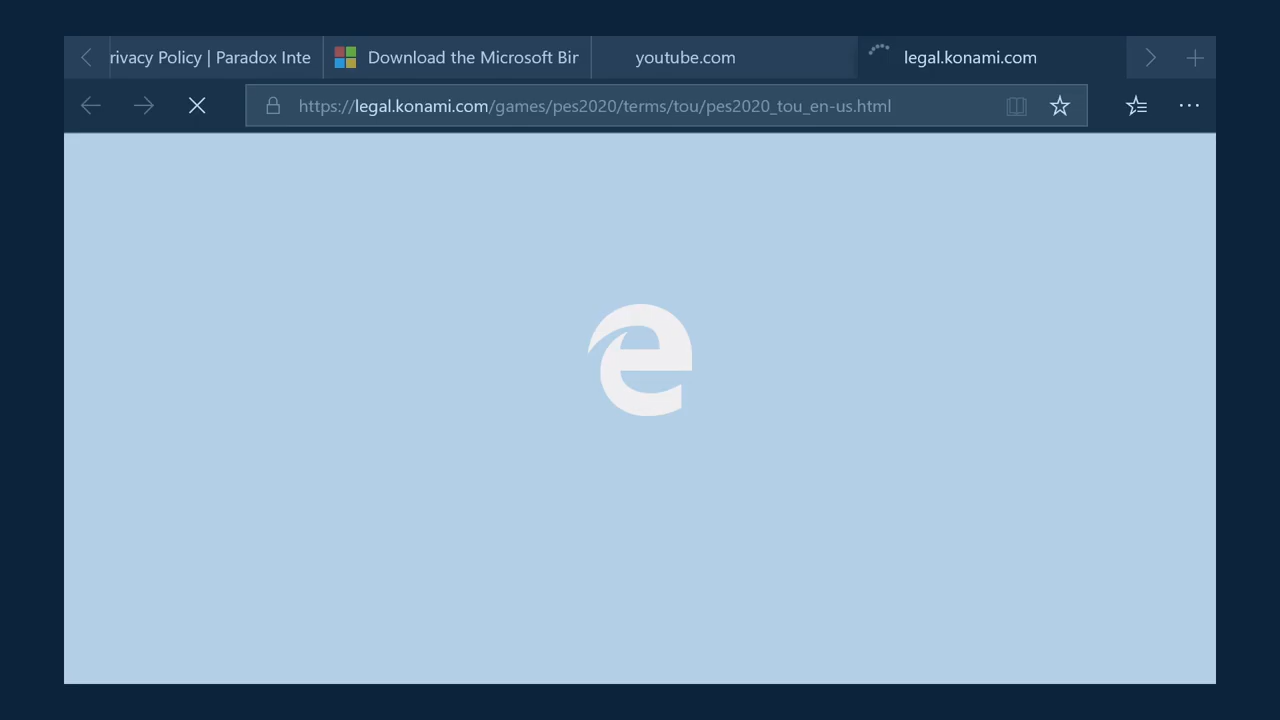 rivacy Policy | Paradox Inte
Download the Microsoft Bir
youtube.com
legal.konami.com
https://legal.konami.com/games/pes2020/terms/tou/pes2020_tou_en-us.html